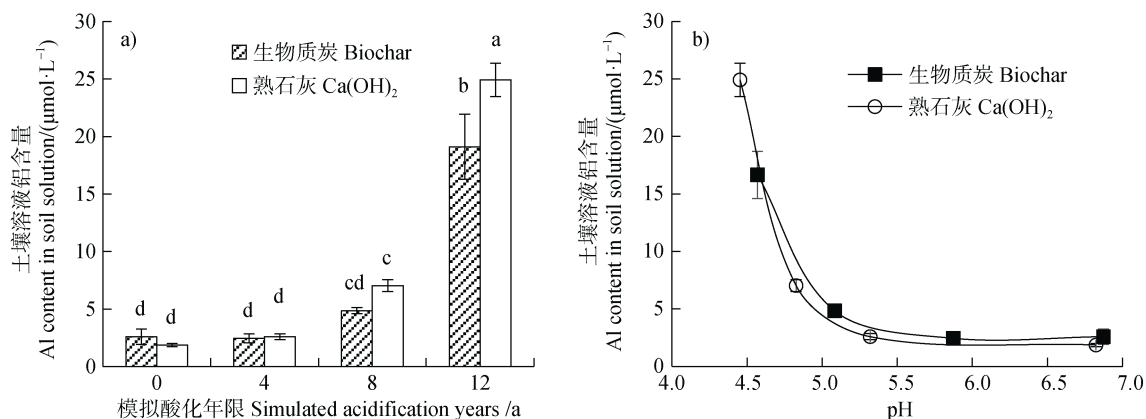 a)
生物质炭 Biochar
熟石灰 Ca(OH)₂
土壤溶液铝含量
Al content in soil solution/(μmol·L⁻¹)
30
25
20
15
10
5
0
d
d
d
d
cd
c
b
a
0
4
8
12
模拟酸化年限 Simulated acidification years /a
b)
生物质炭 Biochar
熟石灰 Ca(OH)₂
土壤溶液铝含量
Al content in soil solution/(μmol·L⁻¹)
30
25
20
15
10
5
0
4.0
4.5
5.0
5.5
6.0
6.5
7.0
pH